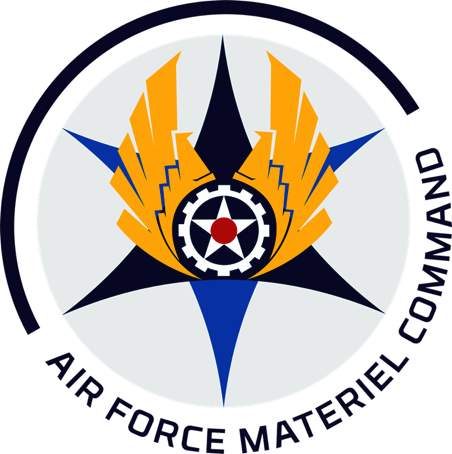 AIR FORCE MATERIEL COMMAND